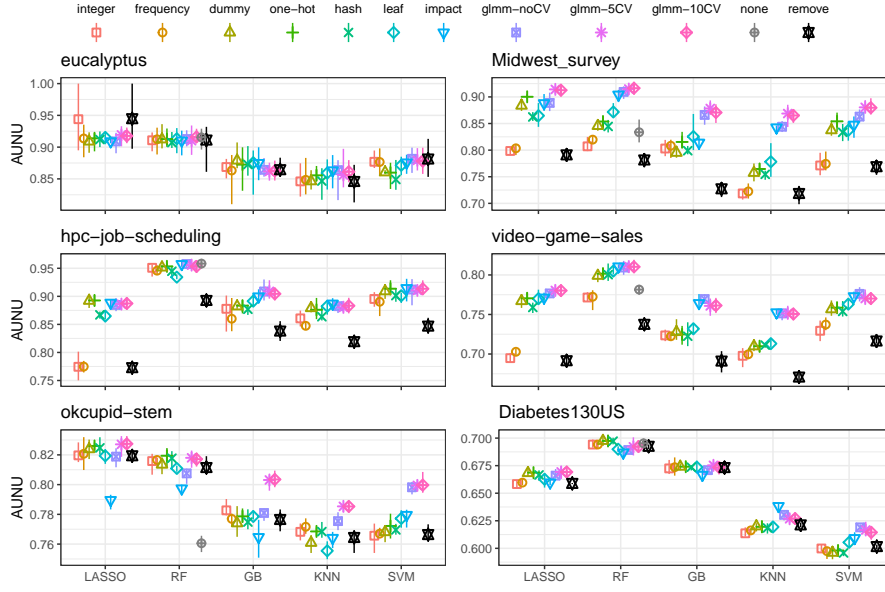 integer frequency dummy one−hot hash leaf impact glmm−noCV glmm−5CV glmm−10CV none remove
eucalyptus
AUNU
1.00
0.95
0.90
0.85
Midwest_survey
0.90
0.85
0.80
0.75
0.70
hpc−job−scheduling
AUNU
0.95
0.90
0.85
0.80
0.75
video−game−sales
0.80
0.75
0.70
okcupid−stem
AUNU
0.82
0.80
0.78
0.76
LASSO RF GB KNN SVM
Diabetes130US
0.700
0.675
0.650
0.625
0.600
LASSO RF GB KNN SVM